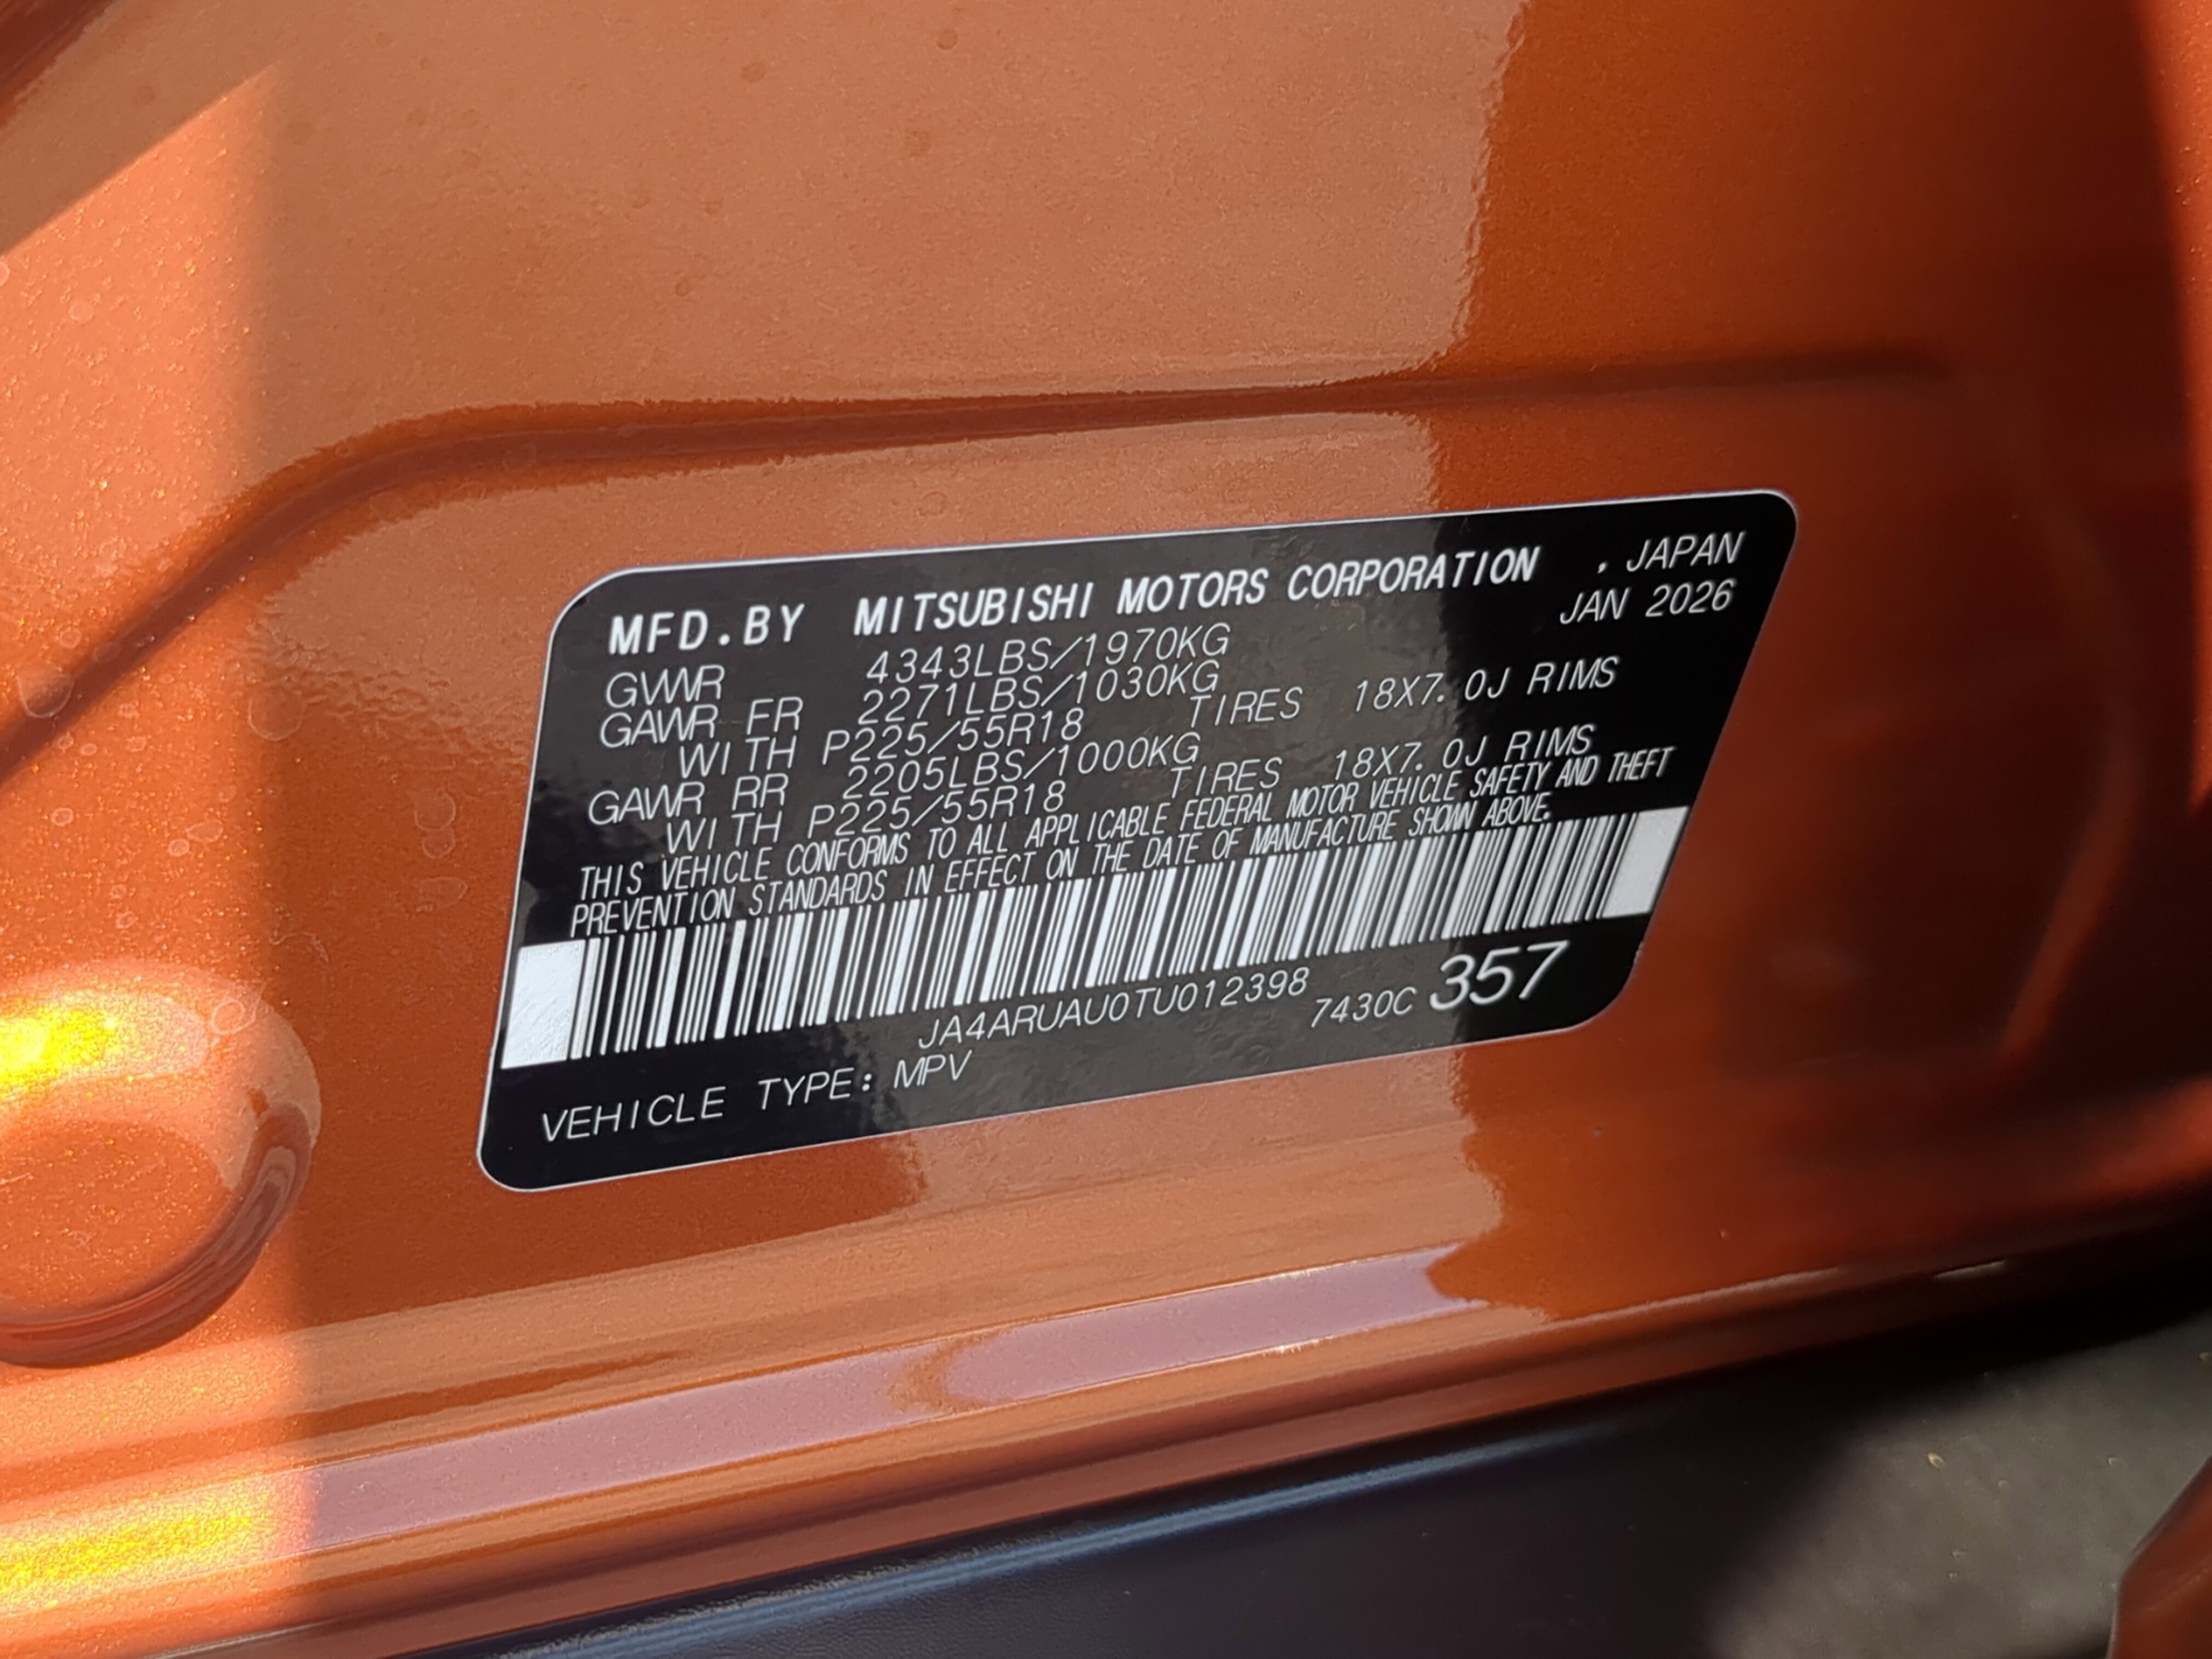 MFD.BY MITSUBISHI MOTORS CORPORATION . JAPAN
JAN 2026
GVWR 4343LBS/1970KG
GAWR FR 2271LBS/1030KG
WITH P225/55R18 TIRES 18X7.0J RIMS
GAWR RR 2205LBS/1000KG
WITH P225/55R18 TIRES 18X7.0J RIMS
THIS VEHICLE CONFORMS TO ALL APPLICABLE FEDERAL MOTOR VEHICLE SAFETY AND THEFT
PREVENTION STANDARDS IN EFFECT ON THE DATE OF MANUFACTURE SHOWN ABOVE.
JA4ARUAU0TU012398
7430C 357
VEHICLE TYPE: MPV